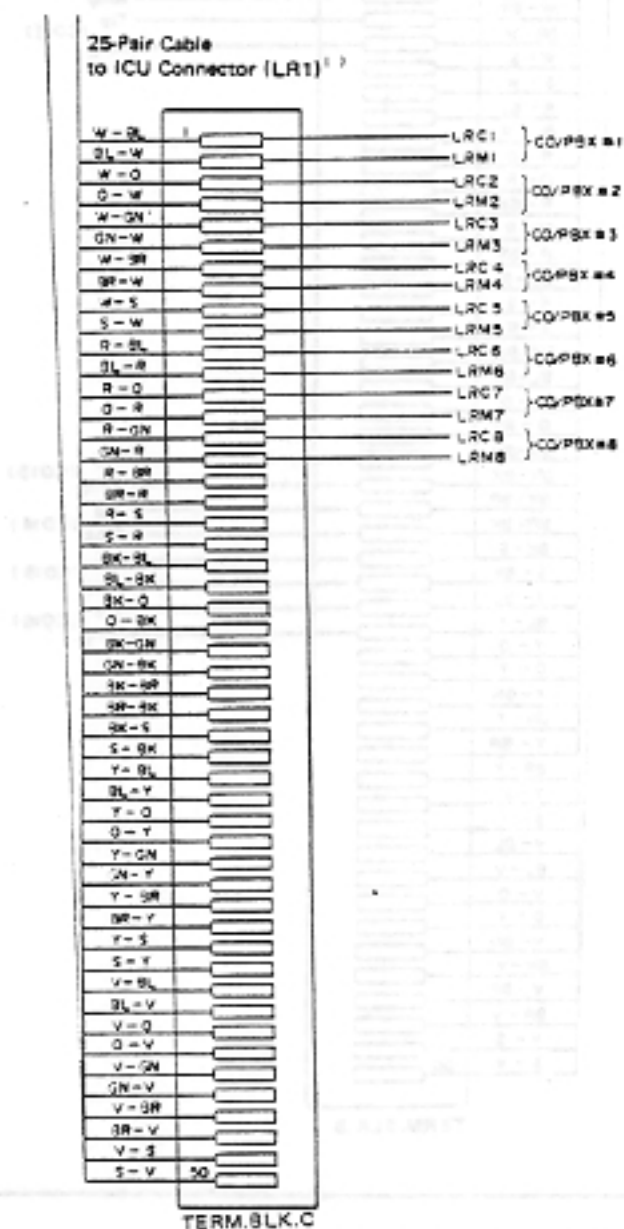 25-Pair Cable
to ICU Connector (LR1)
W-BL 1 LRC1 CO/PBX #1
BL-W LRM1
W-O LRC2 CO/PBX #2
O-W LRM2
W-GN LRC3 CO/PBX #3
GN-W LRM3
W-BR LRC4 CO/PBX #4
BR-W LRM4
W-S LRC5 CO/PBX #5
S-W LRM5
R-BL LRC6 CO/PBX #6
BL-R LRM6
R-O LRC7 CO/PBX #7
O-R LRM7
R-GN LRC8 CO/PBX #8
GN-R LRM8
R-BR
BR-R
R-S
S-R
BK-BL
BL-BK
BK-O
O-BK
BK-GN
GN-BK
BK-BR
BR-BK
BK-S
S-BK
Y-BL
BL-Y
Y-O
O-Y
Y-GN
GN-Y
Y-BR
BR-Y
Y-S
S-Y
V-BL
BL-V
V-O
O-V
V-GN
GN-V
V-BR
BR-V
V-S
S-V 50
TERM.BLK.C